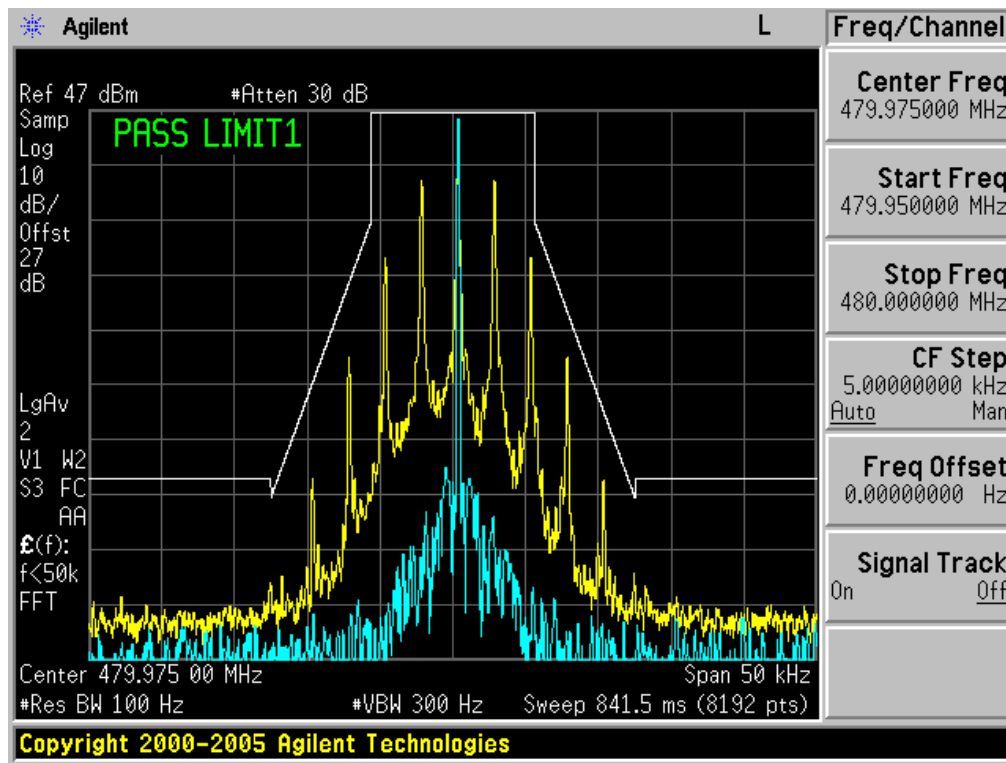 Agilent L
Ref 47 dBm #Atten 30 dB
Samp
Log
10
dB/
Offst
27
dB
PASS LIMIT1
LgAv
2
V1 W2
S3 FC
AA
£(f):
f<50k
FFT
Center 479.975 00 MHz Span 50 kHz
#Res BW 100 Hz #VBW 300 Hz Sweep 841.5 ms (8192 pts)
Copyright 2000-2005 Agilent Technologies
Freq/Channel
Center Freq
479.975000 MHz
Start Freq
479.950000 MHz
Stop Freq
480.000000 MHz
CF Step
5.00000000 kHz
Auto Man
Freq Offset
0.00000000 Hz
Signal Track
On Off